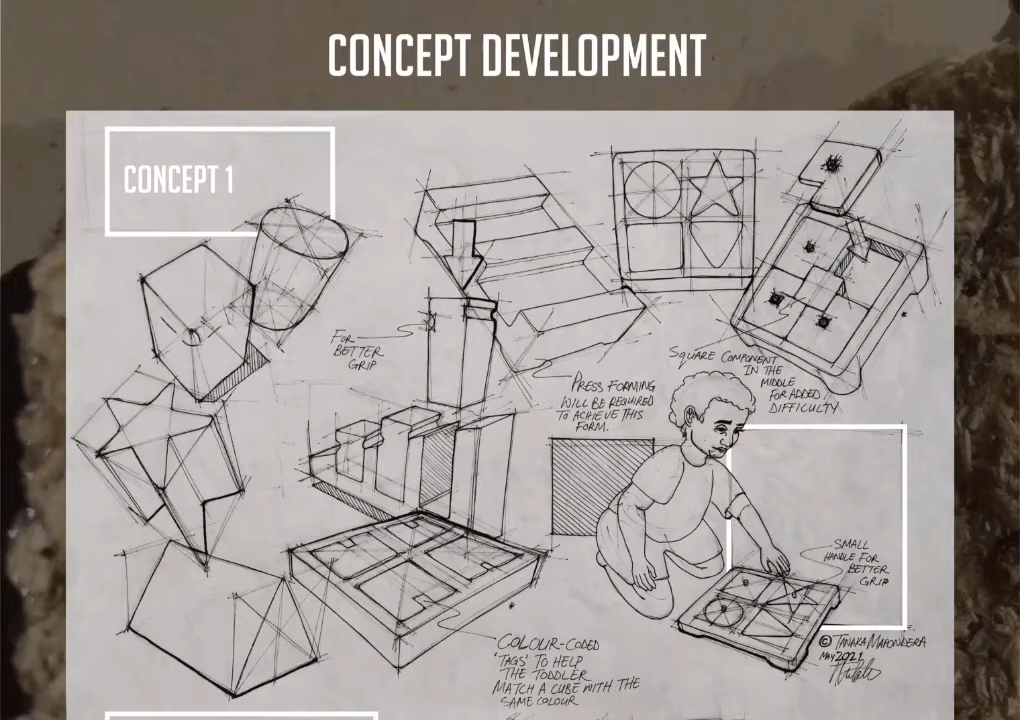 CONCEPT DEVELOPMENT
CONCEPT 1
FOR
BETTER
GRIP
PRESS FORMING
WILL BE REQUIRED
TO ACHIEVE THIS
FORM.
SQUARE COMPONENT
IN THE
MIDDLE
FOR ADDED
DIFFICULTY
SMALL
HANDLE FOR
BETTER
GRIP
© TANAKA MAPONDERA
MAY 2021
COLOUR-CODED
'TAGS' TO HELP
THE TODDLER
MATCH A CUBE WITH THE
SAME COLOUR